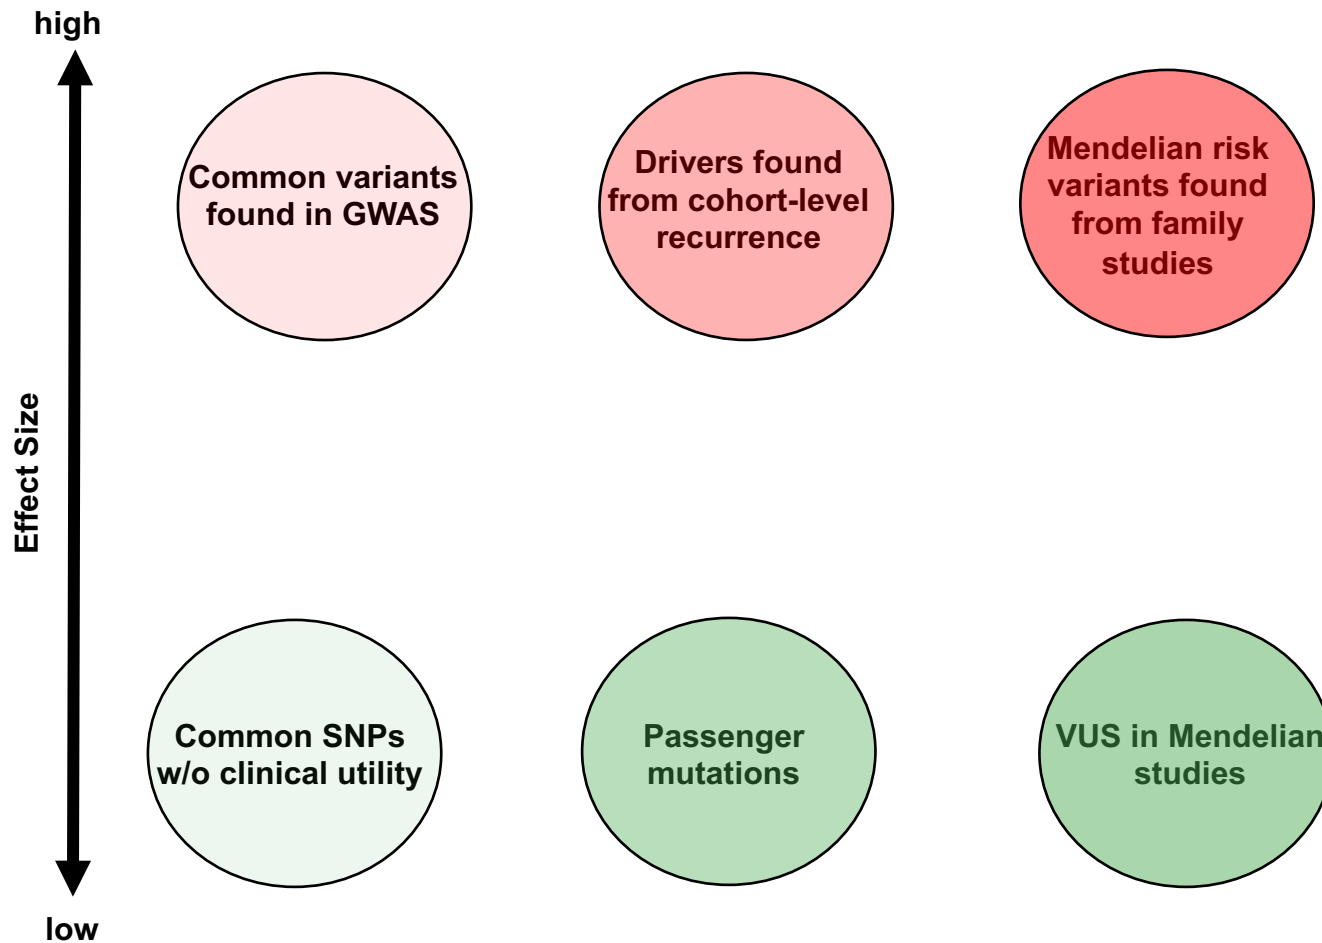 high
Common variants
found in GWAS
Drivers found
from cohort-level
recurrence
Mendelian risk
variants found
from family
studies
Effect Size
Common SNPs
w/o clinical utility
Passenger
mutations
VUS in Mendelian
studies
low